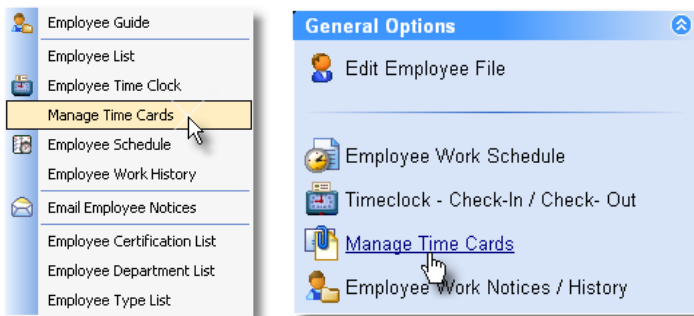 Employee Guide
Employee List
Employee Time Clock
Manage Time Cards
Employee Schedule
Employee Work History
Email Employee Notices
Employee Certification List
Employee Department List
Employee Type List
General Options
Edit Employee File
Employee Work Schedule
Timeclock - Check-In / Check- Out
Manage Time Cards
Employee Work Notices / History